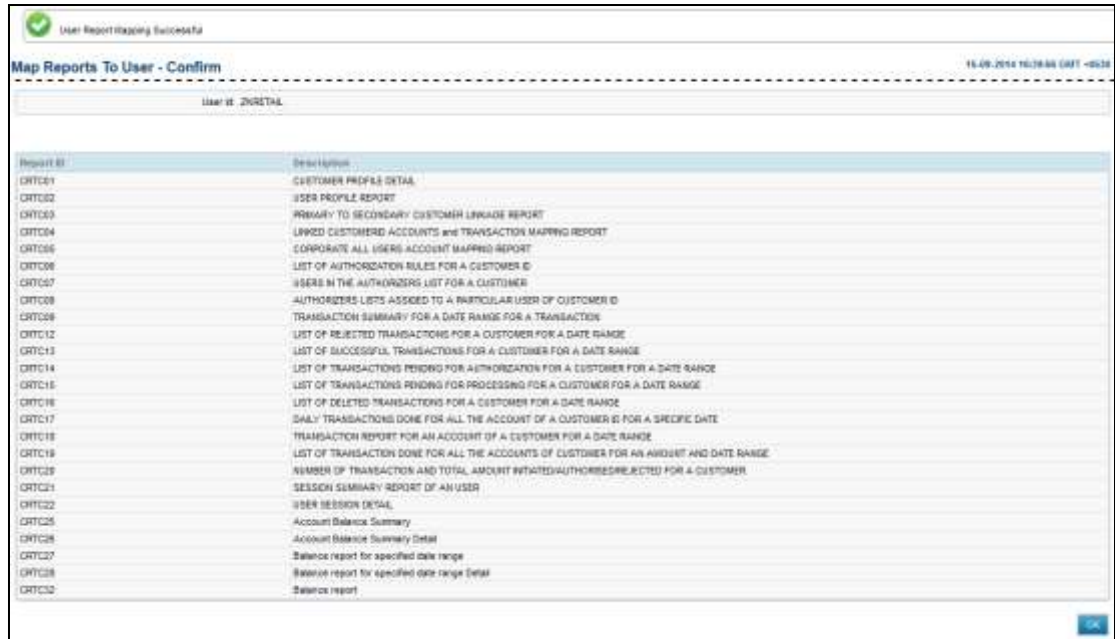 User Report Mapping Successful
Map Reports To User - Confirm
User Id ZNRETAIL
Report ID Description
CRTC01 CUSTOMER PROFILE DETAIL
CRTC02 USER PROFILE REPORT
CRTC03 PRIMARY TO SECONDARY CUSTOMER LINKAGE REPORT
CRTC04 LINKED CUSTOMERID ACCOUNTS and TRANSACTION MAPPING REPORT
CRTC05 CORPORATE ALL USERS ACCOUNT MAPPING REPORT
CRTC06 LIST OF AUTHORIZATION RULES FOR A CUSTOMER ID
CRTC07 USERS IN THE AUTHORIZERS LIST FOR A CUSTOMER
CRTC08 AUTHORIZERS LISTS ASSIGED TO A PARTICULAR USER OF CUSTOMER ID
CRTC09 TRANSACTION SUMMARY FOR A DATE RANGE FOR A TRANSACTION
CRTC12 LIST OF REJECTED TRANSACTIONS FOR A CUSTOMER FOR A DATE RANGE
CRTC13 LIST OF SUCCESSFUL TRANSACTIONS FOR A CUSTOMER FOR A DATE RANGE
CRTC14 LIST OF TRANSACTIONS PENDING FOR AUTHORIZATION FOR A CUSTOMER FOR A DATE RANGE
CRTC15 LIST OF TRANSACTIONS PENDING FOR PROCESSING FOR A CUSTOMER FOR A DATE RANGE
CRTC16 LIST OF DELETED TRANSACTIONS FOR A CUSTOMER FOR A DATE RANGE
CRTC17 DAILY TRANSACTIONS DONE FOR ALL THE ACCOUNT OF A CUSTOMER ID FOR A SPECIFIC DATE
CRTC18 TRANSACTION REPORT FOR AN ACCOUNT OF A CUSTOMER FOR A DATE RANGE
CRTC19 LIST OF TRANSACTION DONE FOR ALL THE ACCOUNTS OF CUSTOMER FOR AN AMOUNT AND DATE RANGE
CRTC20 NUMBER OF TRANSACTION AND TOTAL AMOUNT INITIATED/AUTHORISED/REJECTED FOR A CUSTOMER
CRTC21 SESSION SUMMARY REPORT OF AN USER
CRTC22 USER SESSION DETAIL
CRTC25 Account Balance Summary
CRTC26 Account Balance Summary Detail
CRTC27 Balance report for specified date range
CRTC28 Balance report for specified date range Detail
CRTC32 Balance report
OK